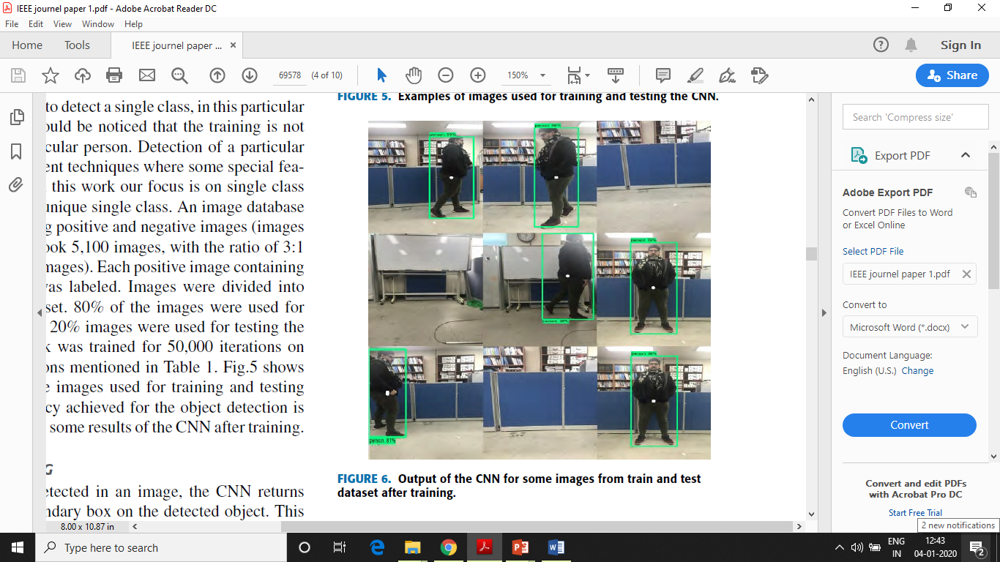 IEEE journel paper 1.pdf - Adobe Acrobat Reader DC
File Edit View Window Help
Home Tools IEEE journel paper ... × Sign In
69578 (4 of 10) 150% Share
to detect a single class, in this particular
ould be noticed that the training is not
cular person. Detection of a particular
ent techniques where some special fea-
this work our focus is on single class
unique single class. An image database
g positive and negative images (images
ook 5,100 images, with the ratio of 3:1
mages). Each positive image containing
vas labeled. Images were divided into
set. 80% of the images were used for
20% images were used for testing the
k was trained for 50,000 iterations on
ons mentioned in Table 1. Fig.5 shows
e images used for training and testing
cy achieved for the object detection is
some results of the CNN after training.
G
etected in an image, the CNN returns
ndary box on the detected object. This
8.00 x 10.87 in
FIGURE 5. Examples of images used for training and testing the CNN.
person: 99%
person: 98%
person: 99%
person: 81%
FIGURE 6. Output of the CNN for some images from train and test
dataset after training.
Search 'Compress size'
Export PDF
Adobe Export PDF
Convert PDF Files to Word
or Excel Online
Select PDF File
IEEE journel paper 1.pdf
Convert to
Microsoft Word (*.docx)
Document Language:
English (U.S.) Change
Convert
Convert and edit PDFs
with Acrobat Pro DC
Start Free Trial
2 new notifications
Type here to search
ENG
IN
12:43
04-01-2020
2